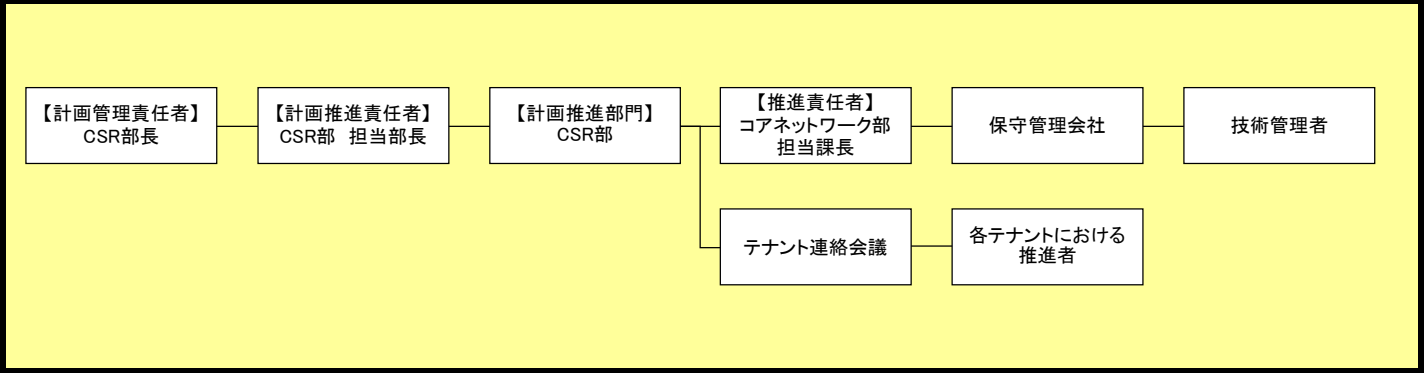 【計画管理責任者】
CSR部長
【計画推進責任者】
CSR部　担当部長
【計画推進部門】
CSR部
【推進責任者】
コアネットワーク部
担当課長
保守管理会社
技術管理者
テナント連絡会議
各テナントにおける
推進者